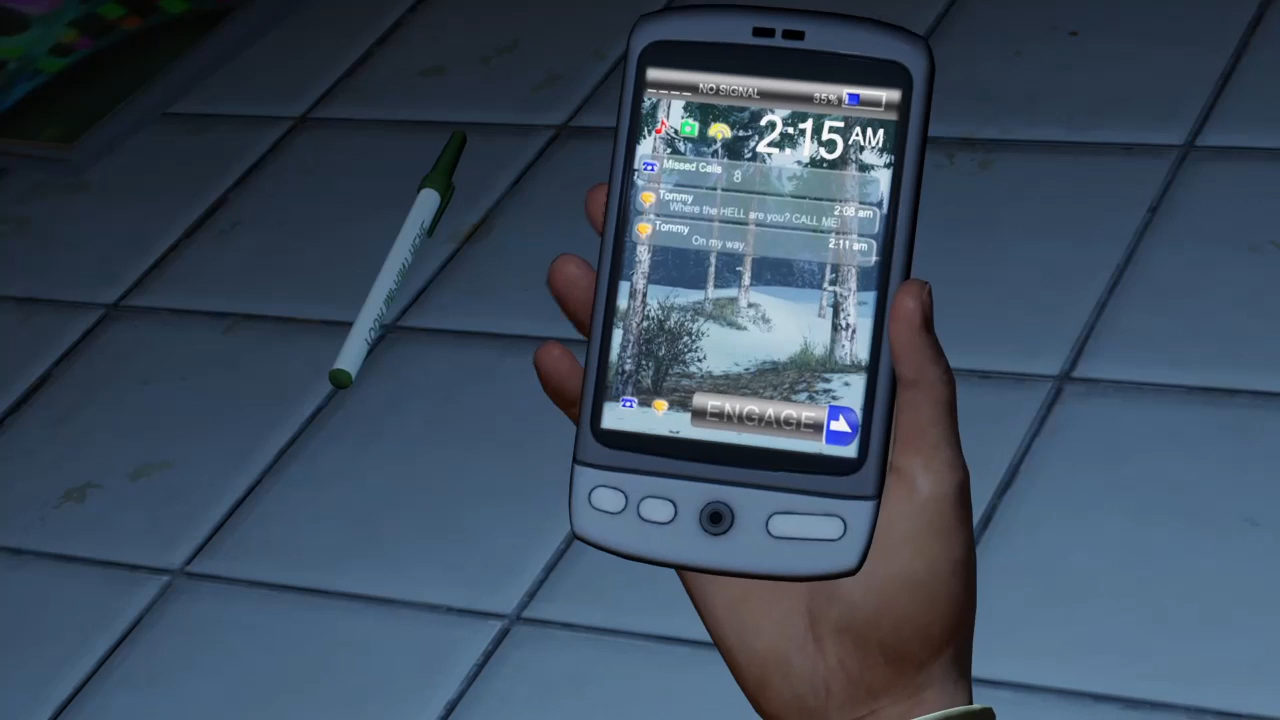 NO SIGNAL 35%
2:15 AM
Missed Calls
8
Tommy 2:08 am
Where the HELL are you? CALL ME!
Tommy 2:11 am
On my way.
ENGAGE